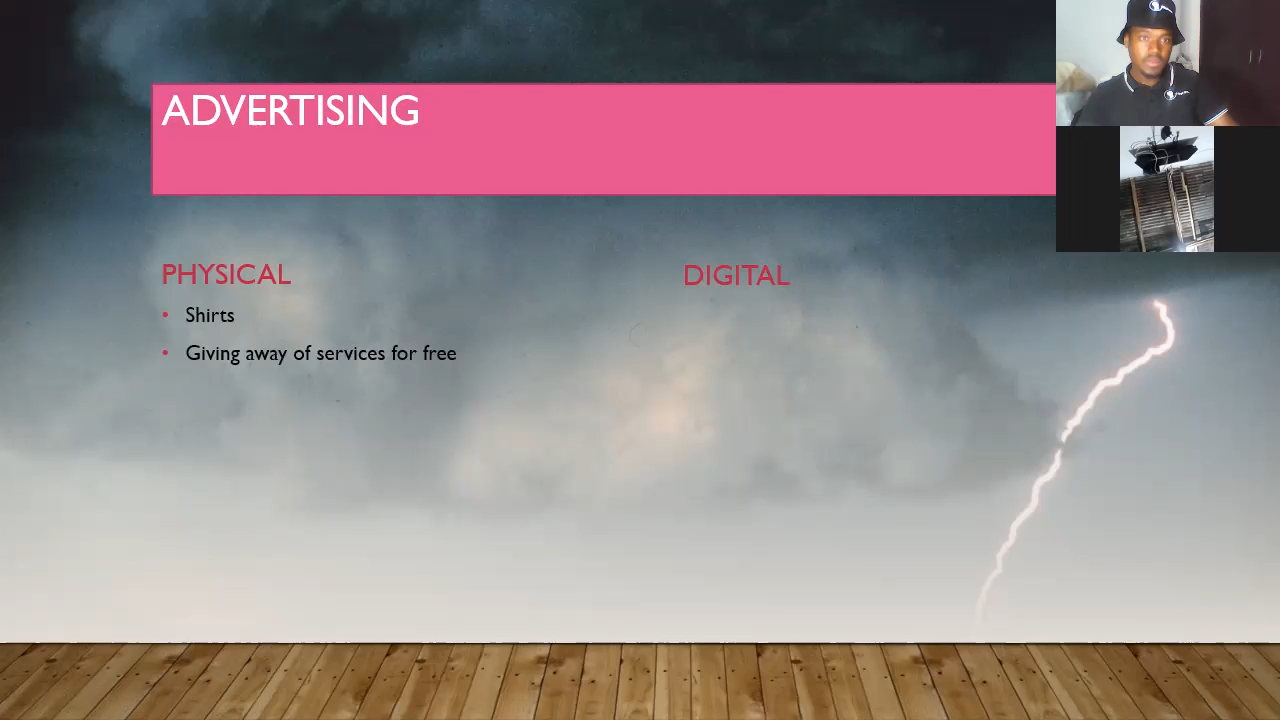 ADVERTISING
PHYSICAL
• Shirts
• Giving away of services for free
DIGITAL